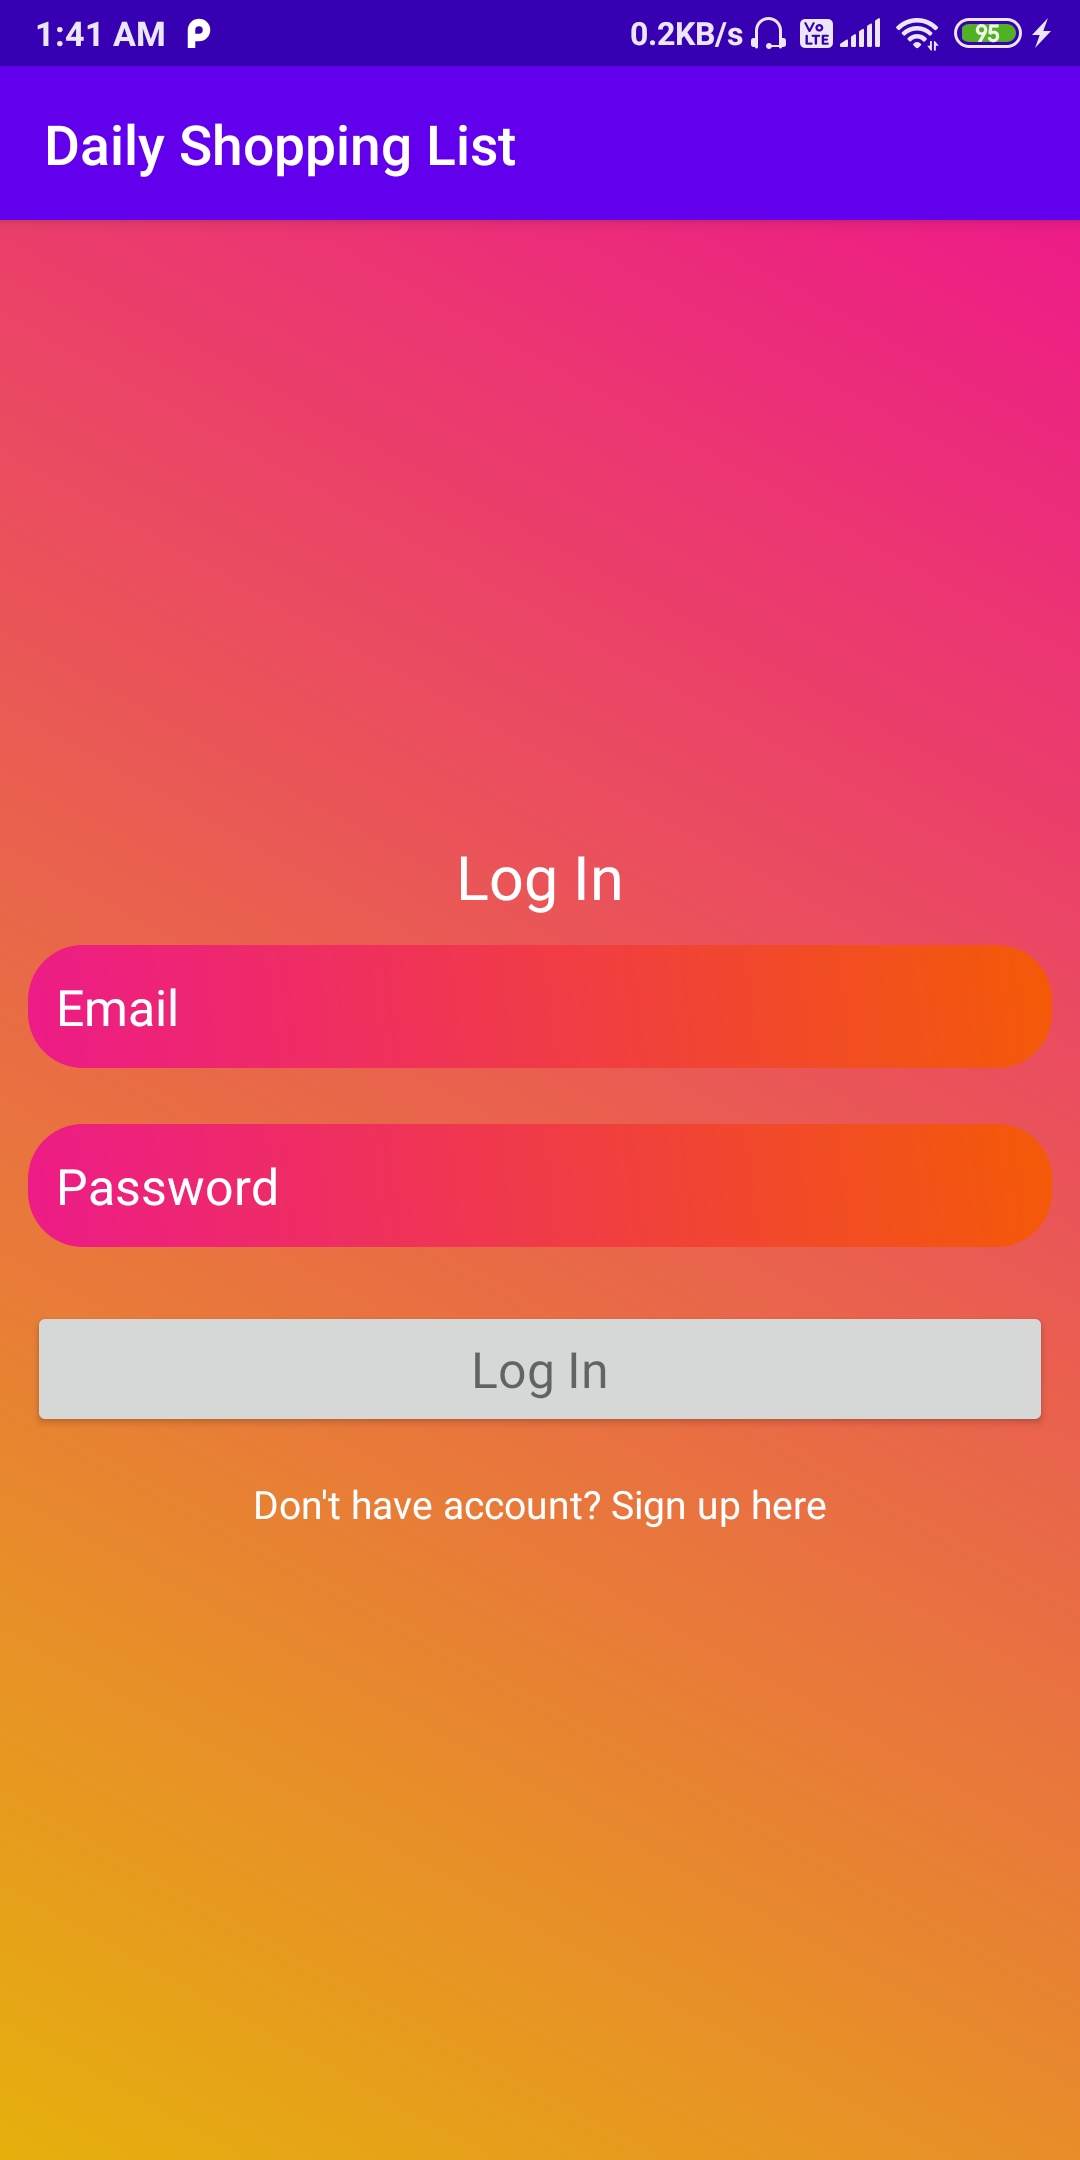 1:41 AM
0.2KB/s Vo LTE 95
Daily Shopping List
Log In
Email
Password
Log In
Don't have account? Sign up here